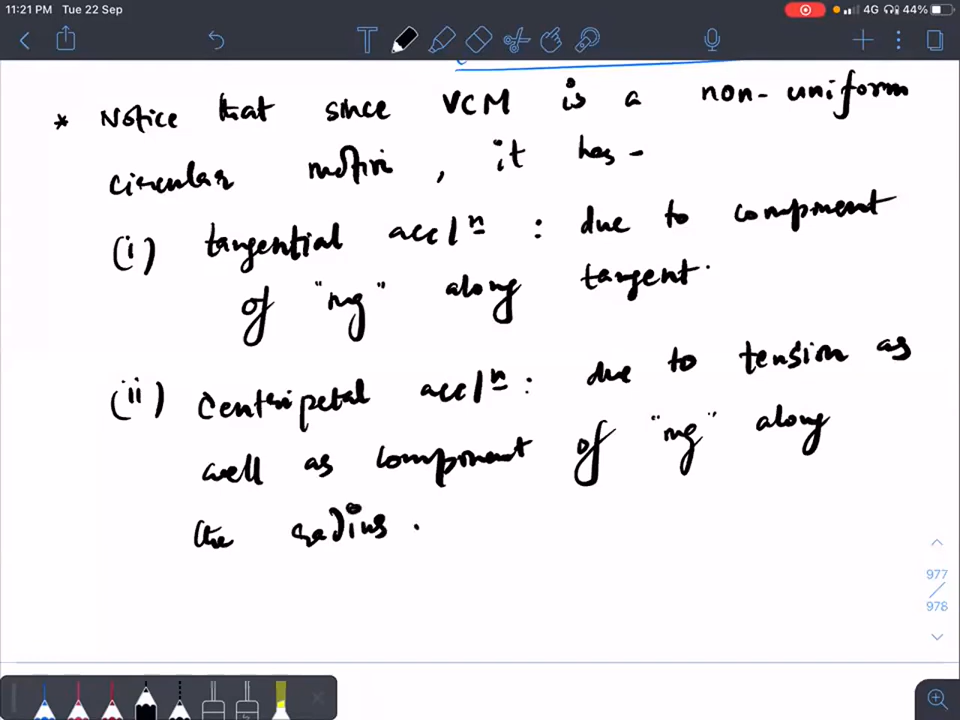 11:21 PM Tue 22 Sep 4G 44%
* Notice that since VCM is a non-uniform
circular motion, it has -
(i) tangential accl n : due to component
of "mg" along tangent.
(ii) Centripetal accl n : due to tension as
well as component of "mg" along
the radius.
977
/
978